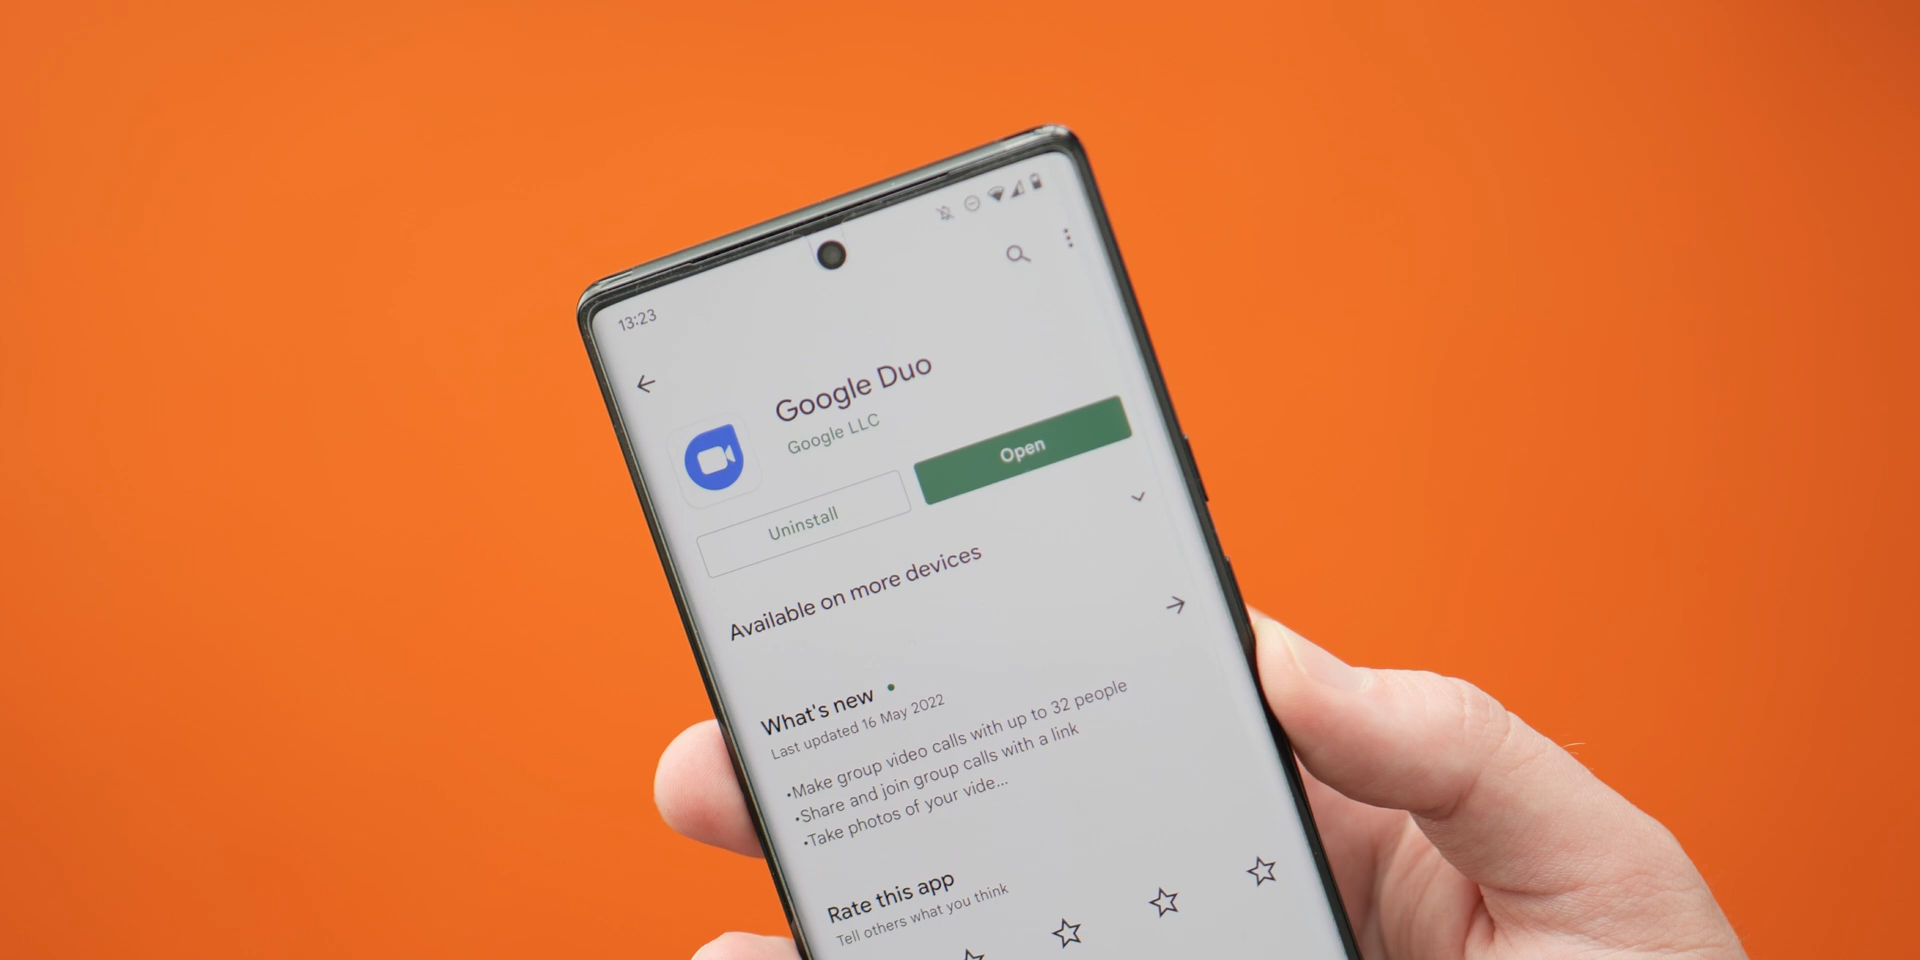 13:23
Google Duo
Google LLC
Uninstall
Open
Available on more devices
What's new
Last updated 16 May 2022
•Make group video calls with up to 32 people
•Share and join group calls with a link
•Take photos of your vide...
Rate this app
Tell others what you think